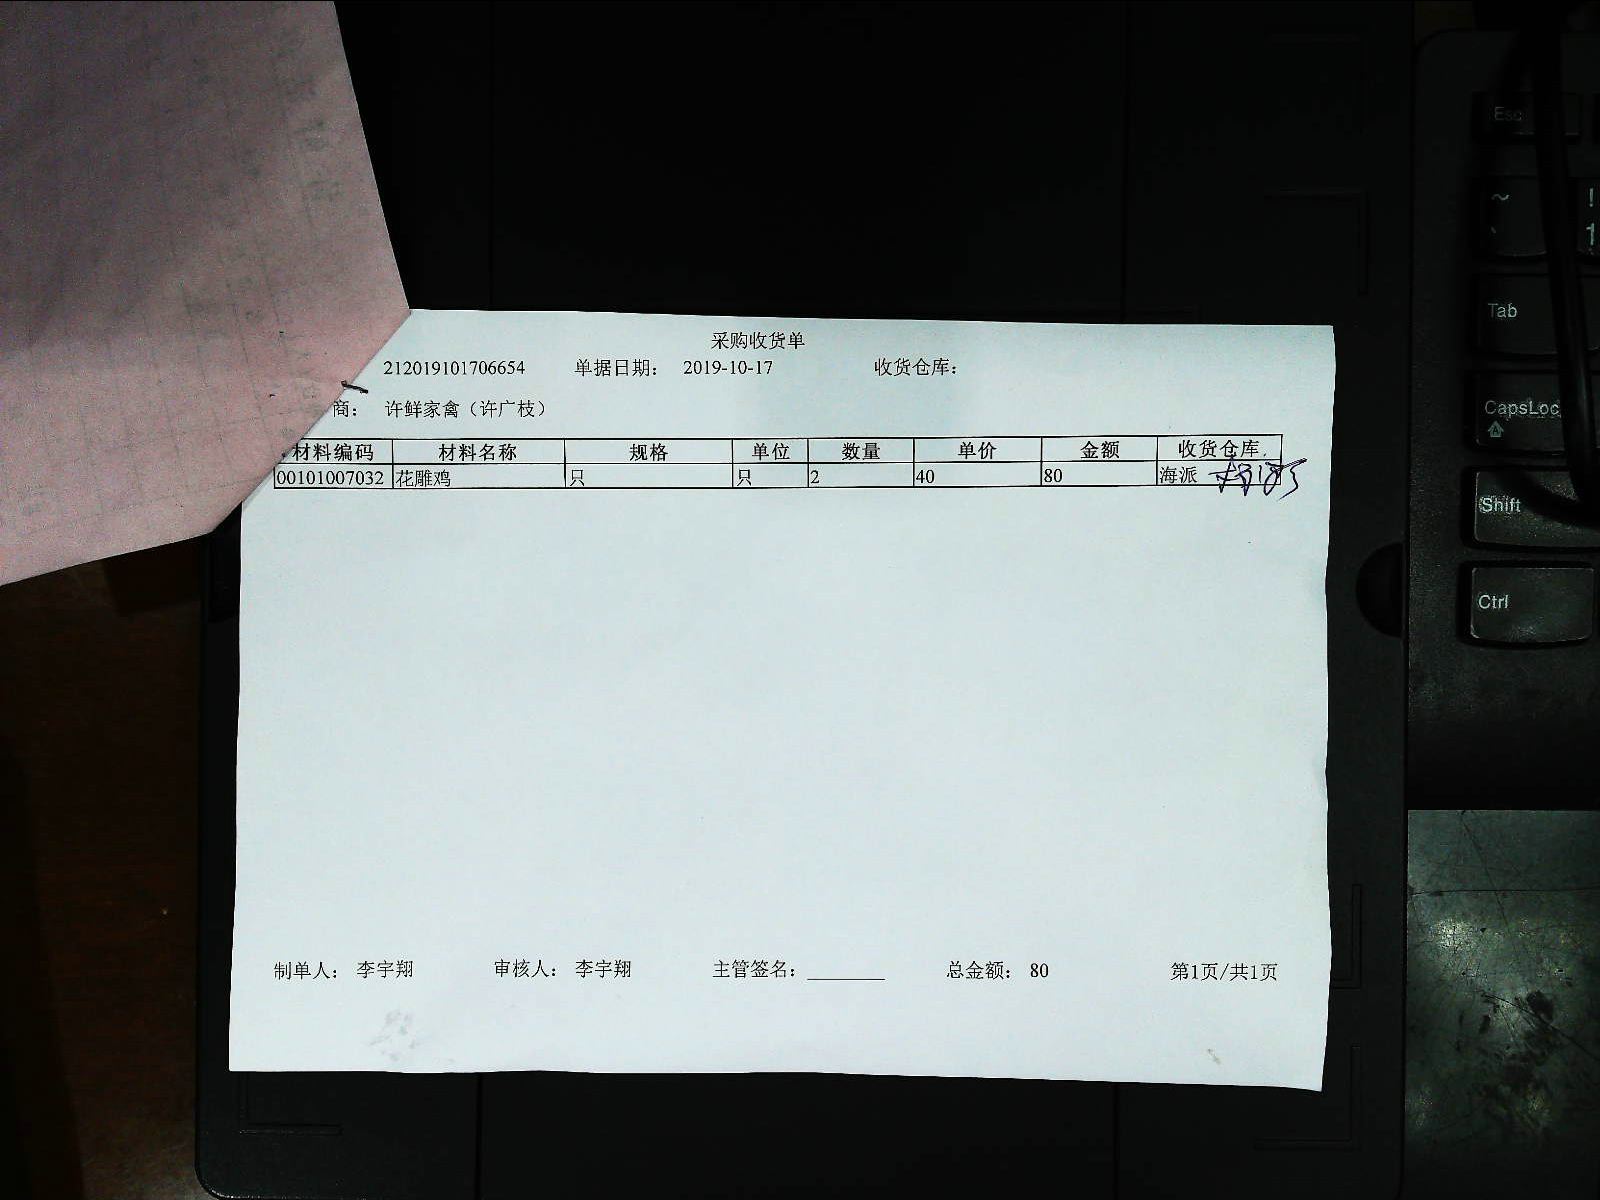 采购收货单
212019101706654 单据日期： 2019-10-17 收货仓库：
商： 许鲜家禽（许广枝）
材料编码 材料名称 规格 单位 数量 单价 金额 收货仓库
00101007032 花雕鸡 只 只 2 40 80 海派
制单人： 李宇翔 审核人： 李宇翔 主管签名： 总金额： 80 第1页/共1页
Esc
~
`
!
1
Tab
CapsLoc
Shift
Ctrl